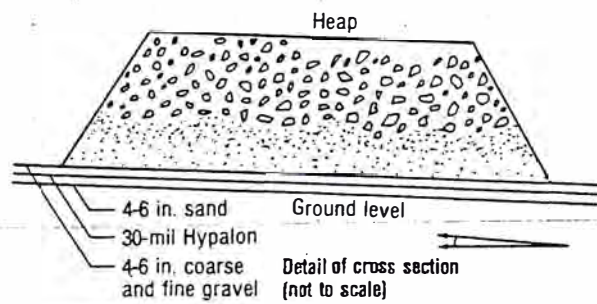 Heap
4-6 in. sand
Ground level
30-mil Hypalon
4-6 in. coarse
and fine gravel
Detail of cross section
(not to scale)